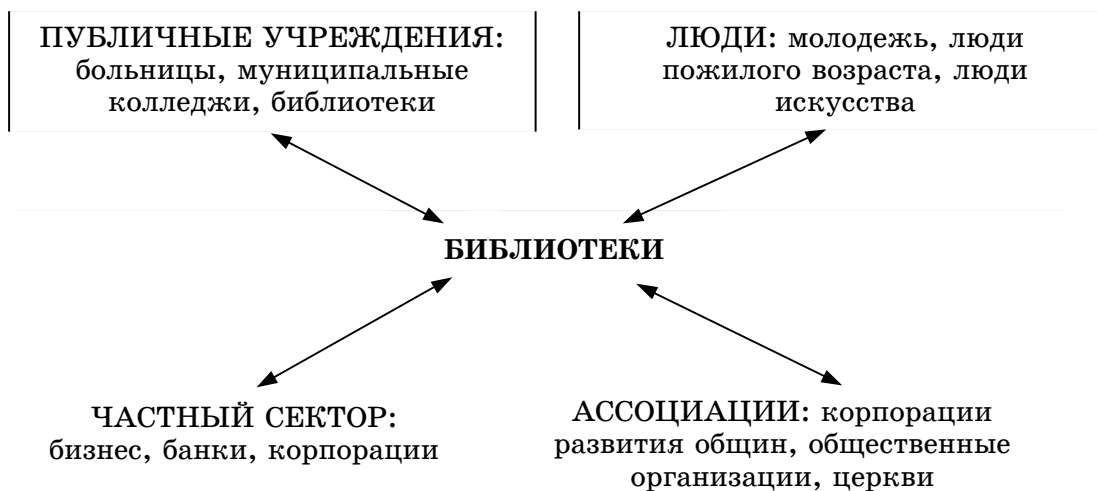 ПУБЛИЧНЫЕ УЧРЕЖДЕНИЯ:
больницы, муниципальные
колледжи, библиотеки
ЛЮДИ: молодежь, люди
пожилого возраста, люди
искусства
БИБЛИОТЕКИ
ЧАСТНЫЙ СЕКТОР:
бизнес, банки, корпорации
АССОЦИАЦИИ: корпорации
развития общин, общественные
организации, церкви